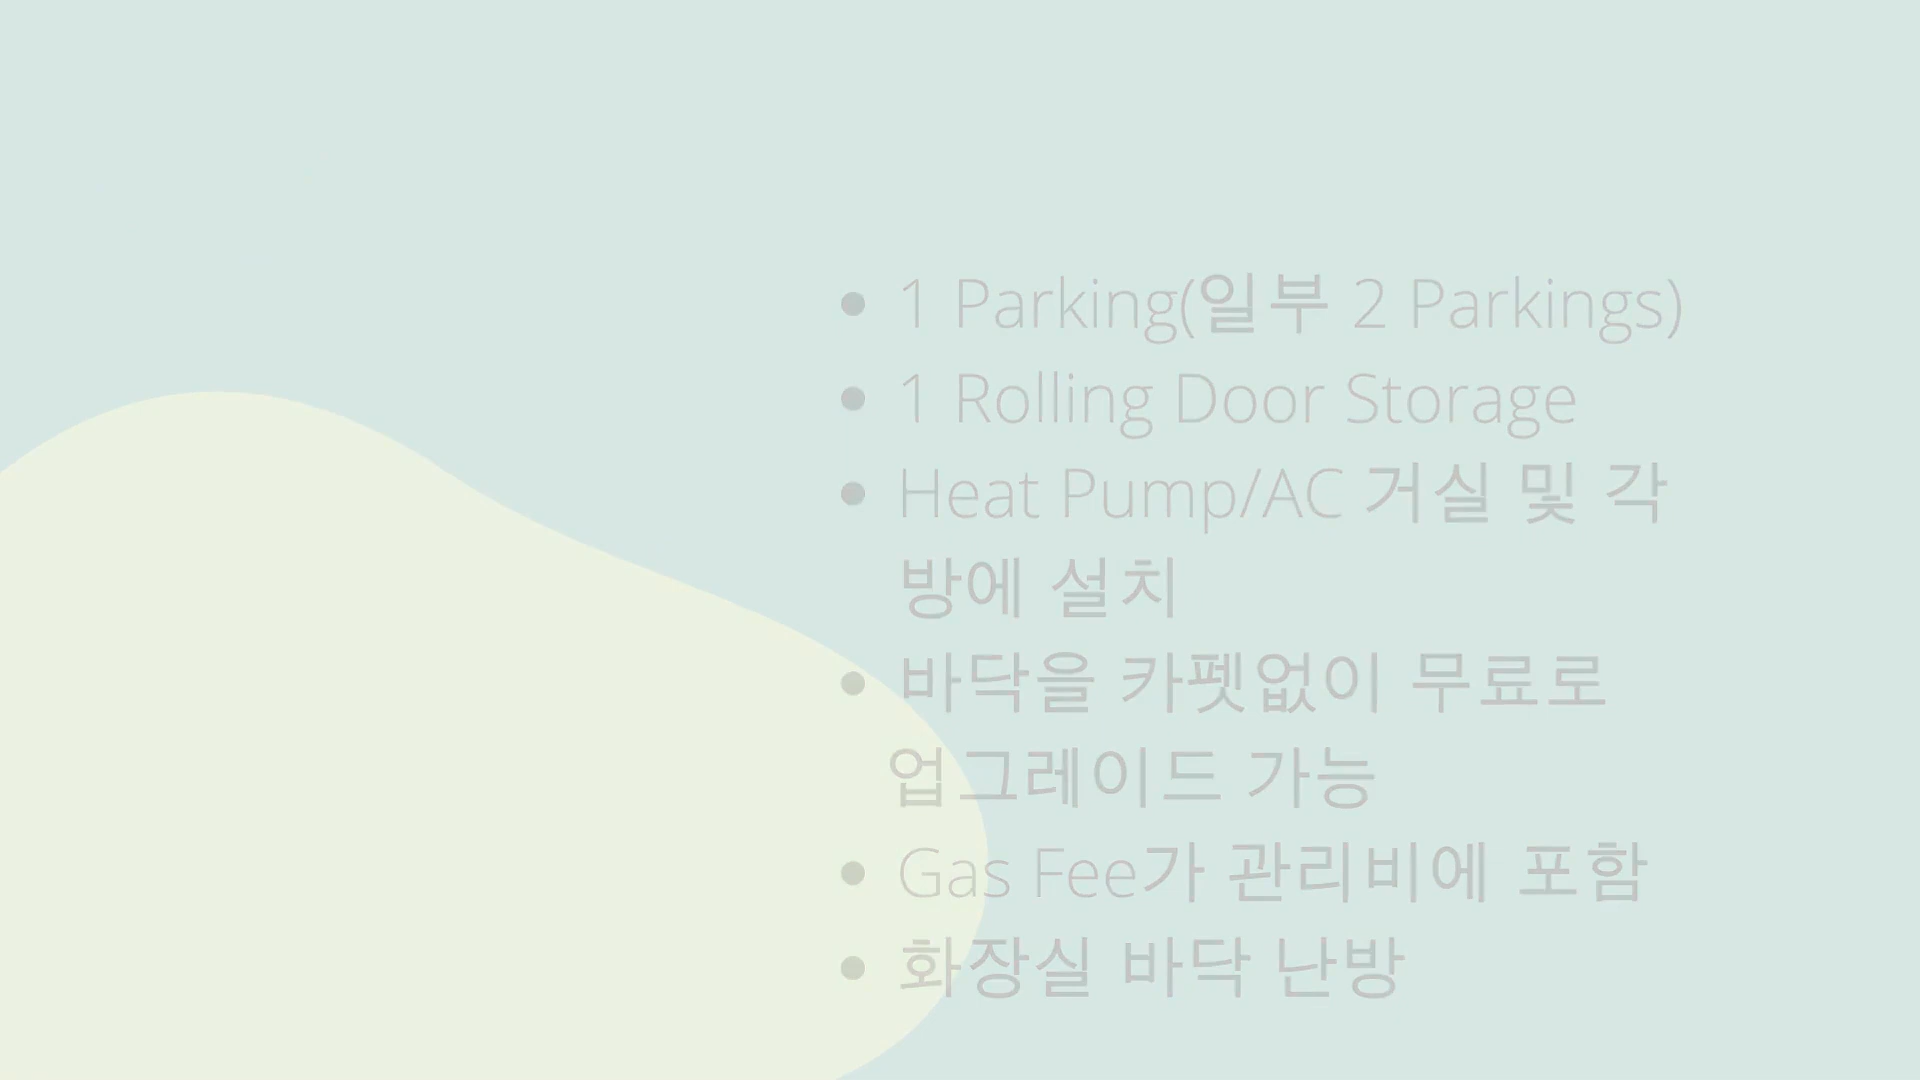 • 1 Parking(일부 2 Parkings)
• 1 Rolling Door Storage
• Heat Pump/AC 거실 및 각
방에 설치
• 바닥을 카펫없이 무료로
업그레이드 가능
• Gas Fee가 관리비에 포함
• 화장실 바닥 난방